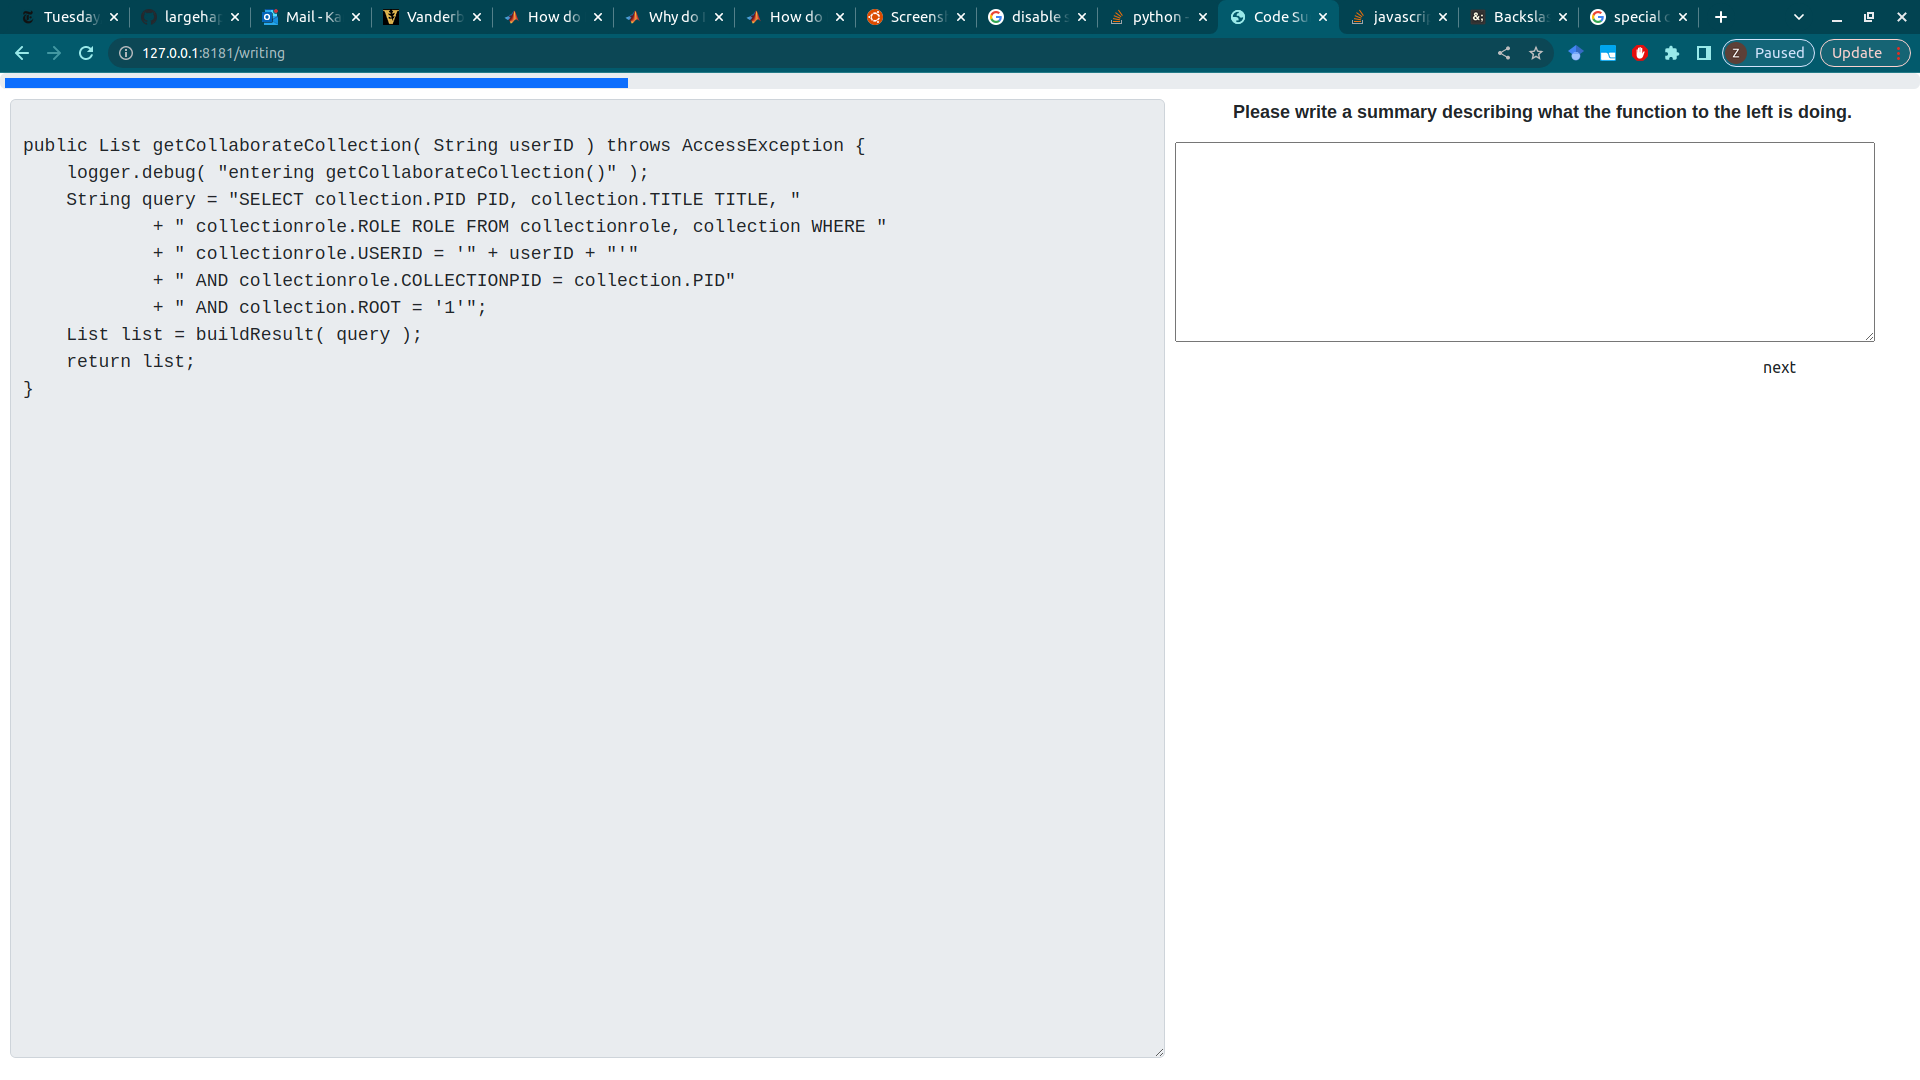 Tuesday
largehap
Mail - Ka
Vanderb
How do
Why do
How do
Screens
disable s
python -
Code Su
javascrip
Backslas
special c
127.0.0.1:8181/writing
Z
Paused
Update
public List getCollaborateCollection( String userID ) throws AccessException {
    logger.debug( "entering getCollaborateCollection()" );
    String query = "SELECT collection.PID PID, collection.TITLE TITLE, "
            + " collectionrole.ROLE ROLE FROM collectionrole, collection WHERE "
            + " collectionrole.USERID = '" + userID + "'"
            + " AND collectionrole.COLLECTIONPID = collection.PID"
            + " AND collection.ROOT = '1'";
    List list = buildResult( query );
    return list;
}
Please write a summary describing what the function to the left is doing.
next